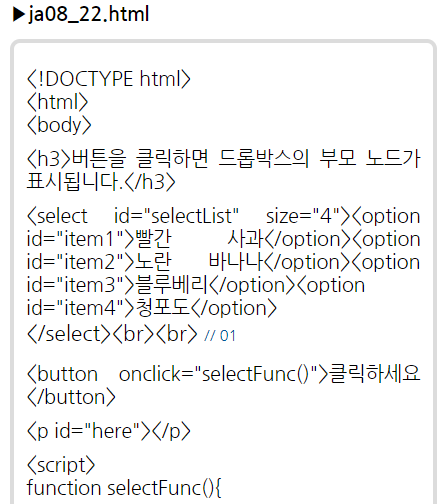 ▶ja08_22.html
<!DOCTYPE html>
<html>
<body>
<h3>버튼을 클릭하면 드롭박스의 부모 노드가
표시됩니다.</h3>
<select id="selectList" size="4"><option
id="item1">빨간 사과</option><option
id="item2">노란 바나나</option><option
id="item3">블루베리</option><option
id="item4">청포도</option>
</select><br><br> // 01
<button onclick="selectFunc()">클릭하세요
</button>
<p id="here"></p>
<script>
function selectFunc(){